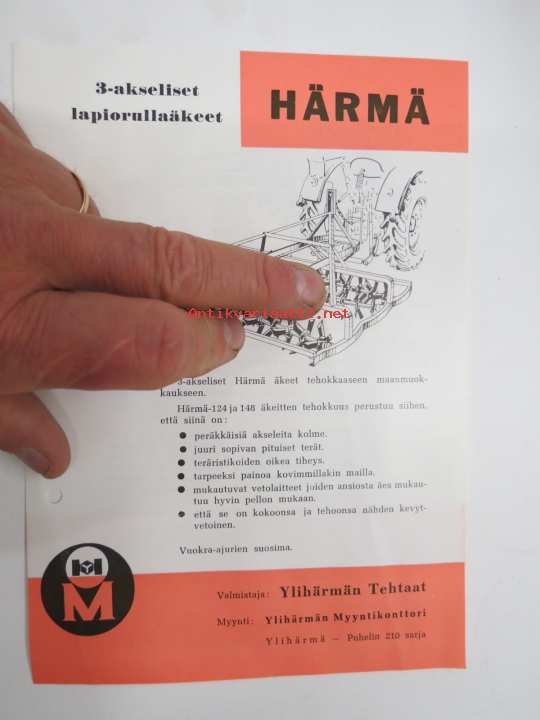 3-akseliset
lapiorullaäkeet
HÄRMÄ
Antikvariaatti.net
3-akseliset Härmä äkeet tehokkaaseen maanmuok-
kaukseen.
Härmä-124 ja 148 äkeitten tehokkuus perustuu siihen,
että siinä on:
● peräkkäisiä akseleita kolme.
● juuri sopivan pituiset terät.
● teräristikoiden oikea tiheys.
● tarpeeksi painoa kovimmillakin mailla.
● mukautuvat vetolaitteet joiden ansiosta äes mukau-
tuu hyvin pellon mukaan.
● että se on kokoonsa ja tehoonsa nähden kevyt-
vetoinen.
Vuokra-ajurien suosima.
H M
M
Valmistaja: Ylihärmän Tehtaat
Myynti: Ylihärmän Myyntikonttori
Ylihärmä — Puhelin 210 sarja